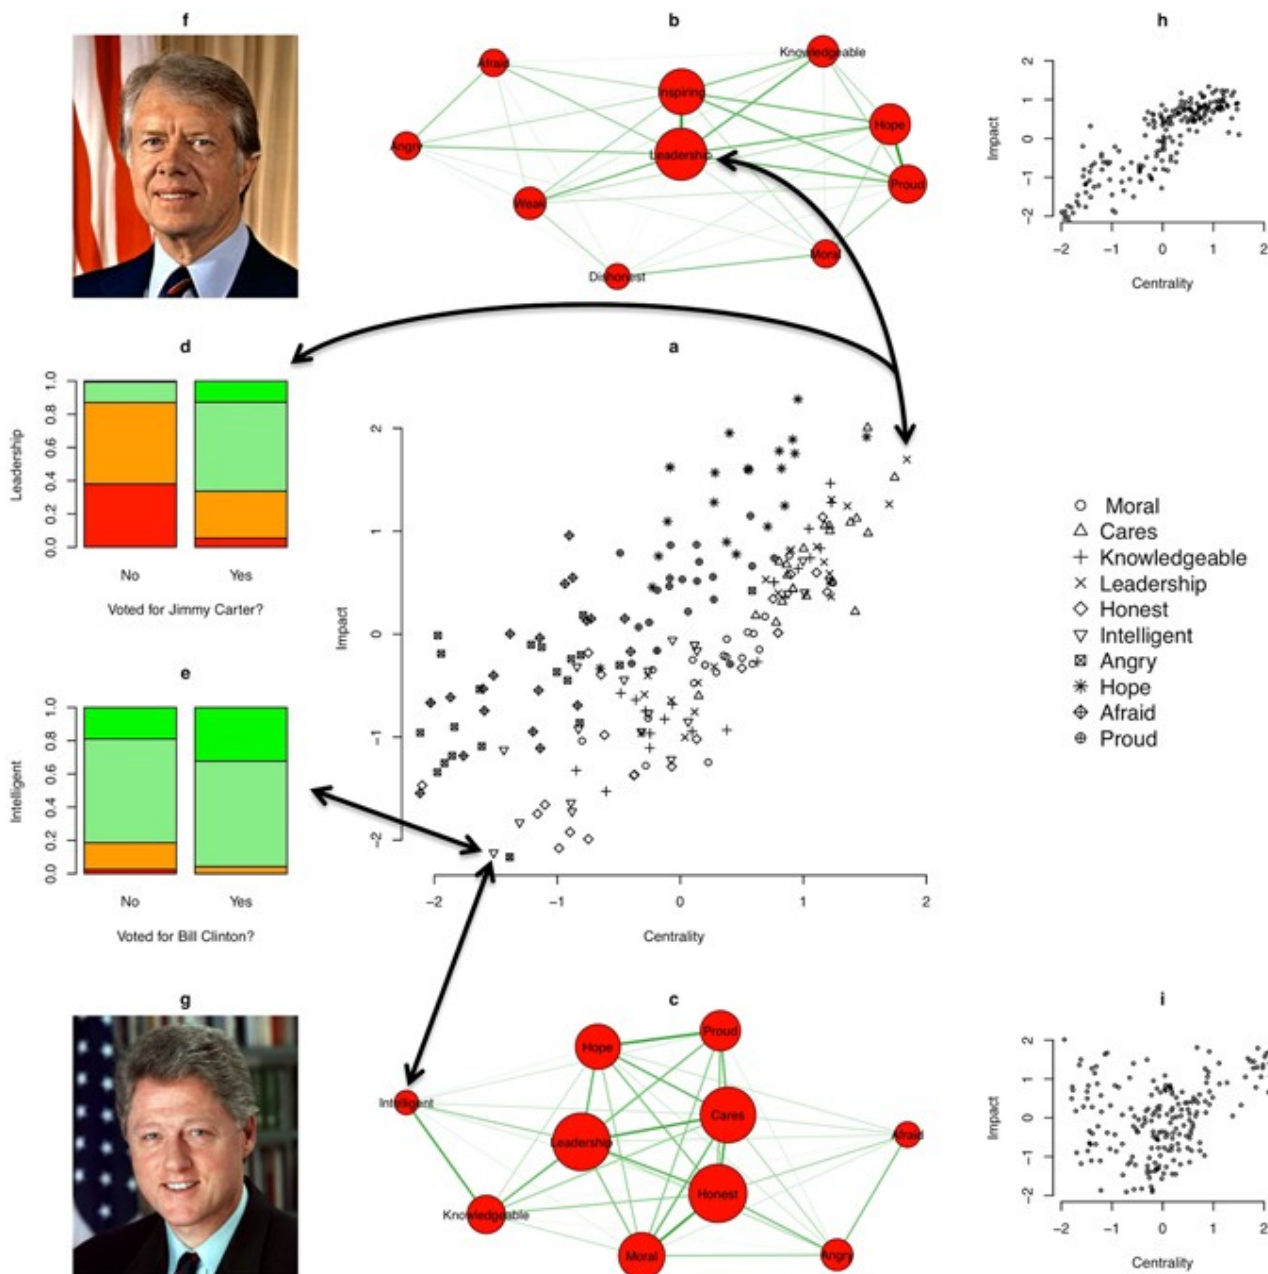 f
b
h
Afraid
Knowledgeable
Inspiring
Hope
Angry
Leadership
Proud
Weak
Moral
Dishonest
Impact
2
1
0
−1
−2
−2
−1
0
1
2
Centrality
d
a
Leadership
1.0
0.8
0.6
0.4
0.2
0.0
No
Yes
Voted for Jimmy Carter?
Impact
2
1
0
−1
−2
−2
−1
0
1
2
Centrality
Moral
Cares
Knowledgeable
Leadership
Honest
Intelligent
Angry
Hope
Afraid
Proud
e
Intelligent
1.0
0.8
0.6
0.4
0.2
0.0
No
Yes
Voted for Bill Clinton?
g
c
i
Proud
Hope
Intelligent
Cares
Leadership
Afraid
Honest
Knowledgeable
Moral
Angry
Impact
2
1
0
−1
−2
−2
−1
0
1
2
Centrality